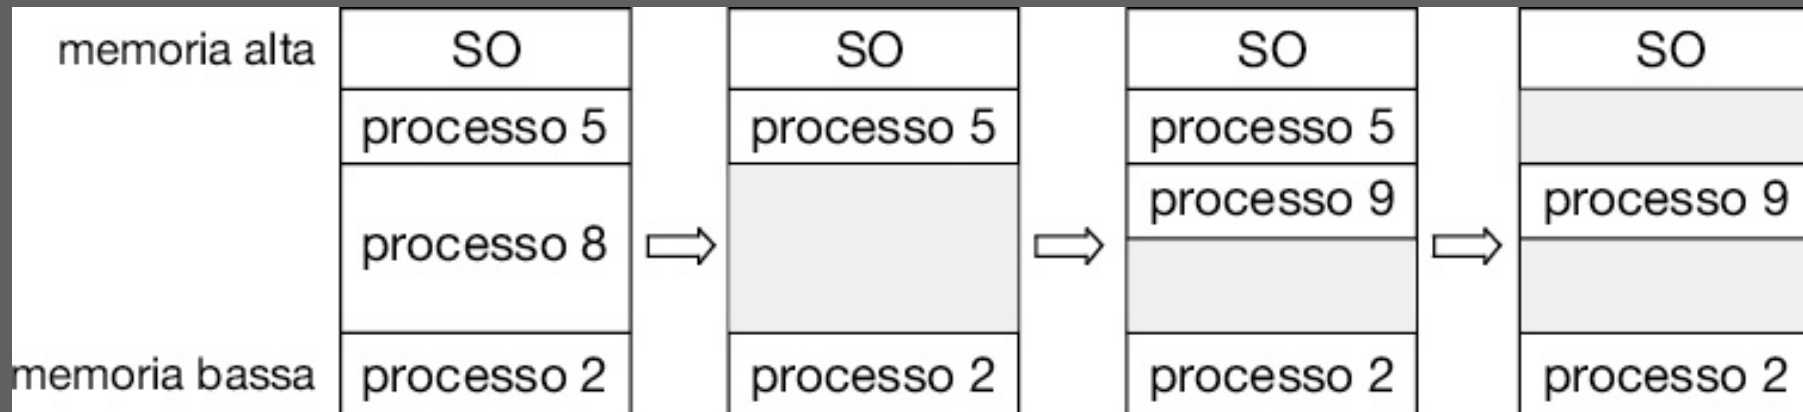 memoria alta
SO
SO
SO
SO
processo 5
processo 5
processo 5
processo 8
processo 9
processo 9
memoria bassa
processo 2
processo 2
processo 2
processo 2